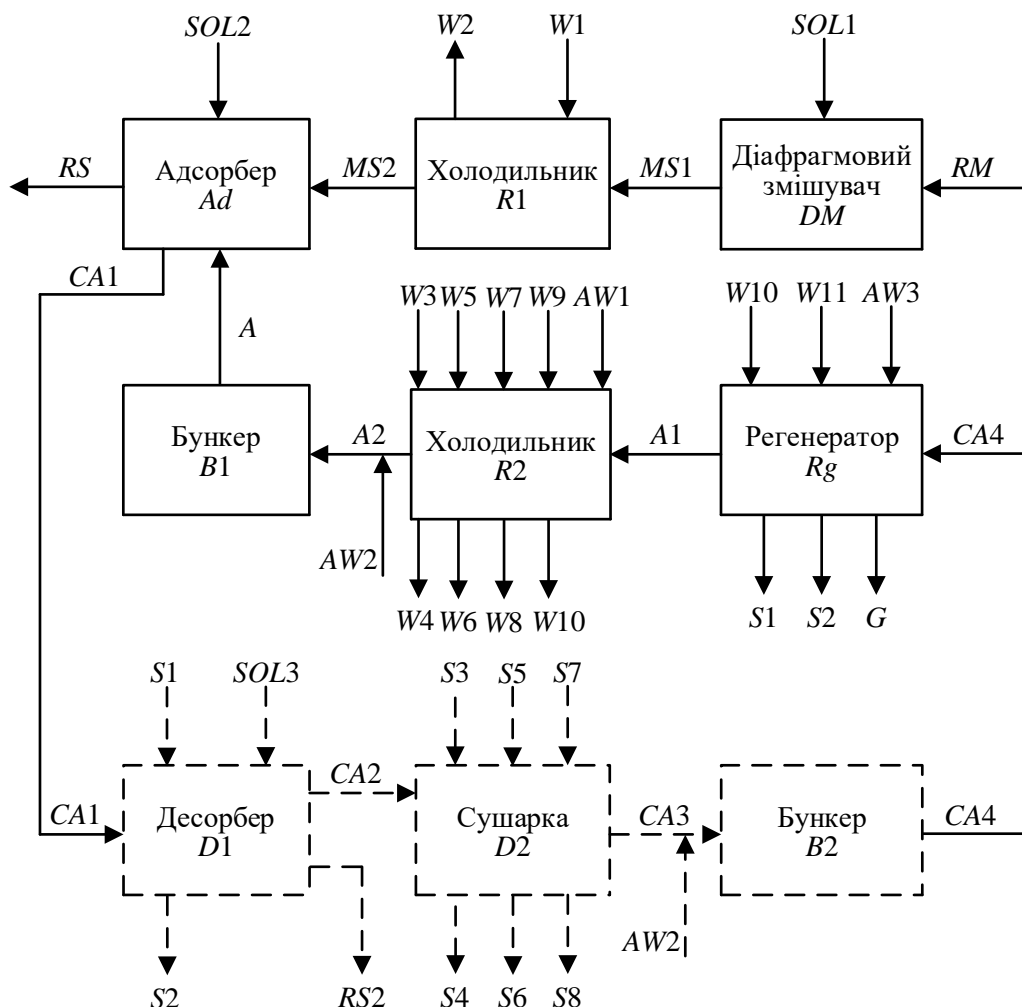 SOL2
W2
W1
SOL1
RS
Адсорбер
Ad
MS2
Холодильник
R1
MS1
Діафрагмовий
змішувач
DM
RM
CA1
A
W3
W5
W7
W9
AW1
W10
W11
AW3
Бункер
B1
A2
Холодильник
R2
A1
Регенератор
Rg
CA4
AW2
W4
W6
W8
W10
S1
S2
G
S1
SOL3
S3
S5
S7
CA1
Десорбер
D1
CA2
Сушарка
D2
CA3
Бункер
B2
CA4
AW2
S2
RS2
S4
S6
S8